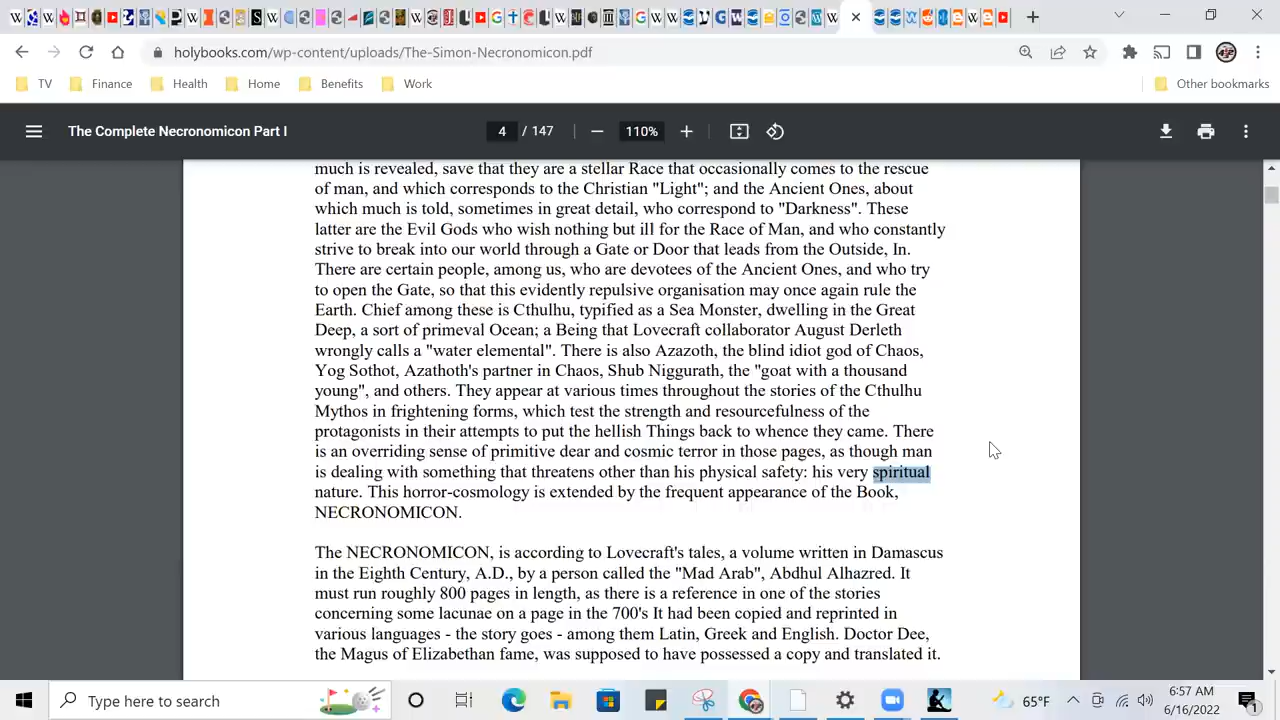 holybooks.com/wp-content/uploads/The-Simon-Necronomicon.pdf
TV Finance Health Home Benefits Work Other bookmarks
The Complete Necronomicon Part I 4 / 147 110%
much is revealed, save that they are a stellar Race that occasionally comes to the rescue
of man, and which corresponds to the Christian "Light"; and the Ancient Ones, about
which much is told, sometimes in great detail, who correspond to "Darkness". These
latter are the Evil Gods who wish nothing but ill for the Race of Man, and who constantly
strive to break into our world through a Gate or Door that leads from the Outside, In.
There are certain people, among us, who are devotees of the Ancient Ones, and who try
to open the Gate, so that this evidently repulsive organisation may once again rule the
Earth. Chief among these is Cthulhu, typified as a Sea Monster, dwelling in the Great
Deep, a sort of primeval Ocean; a Being that Lovecraft collaborator August Derleth
wrongly calls a "water elemental". There is also Azazoth, the blind idiot god of Chaos,
Yog Sothot, Azathoth's partner in Chaos, Shub Niggurath, the "goat with a thousand
young", and others. They appear at various times throughout the stories of the Cthulhu
Mythos in frightening forms, which test the strength and resourcefulness of the
protagonists in their attempts to put the hellish Things back to whence they came. There
is an overriding sense of primitive dear and cosmic terror in those pages, as though man
is dealing with something that threatens other than his physical safety: his very spiritual
nature. This horror-cosmology is extended by the frequent appearance of the Book,
NECRONOMICON.
The NECRONOMICON, is according to Lovecraft's tales, a volume written in Damascus
in the Eighth Century, A.D., by a person called the "Mad Arab", Abdhul Alhazred. It
must run roughly 800 pages in length, as there is a reference in one of the stories
concerning some lacunae on a page in the 700's It had been copied and reprinted in
various languages - the story goes - among them Latin, Greek and English. Doctor Dee,
the Magus of Elizabethan fame, was supposed to have possessed a copy and translated it.
Type here to search 65°F 6:57 AM
6/16/2022